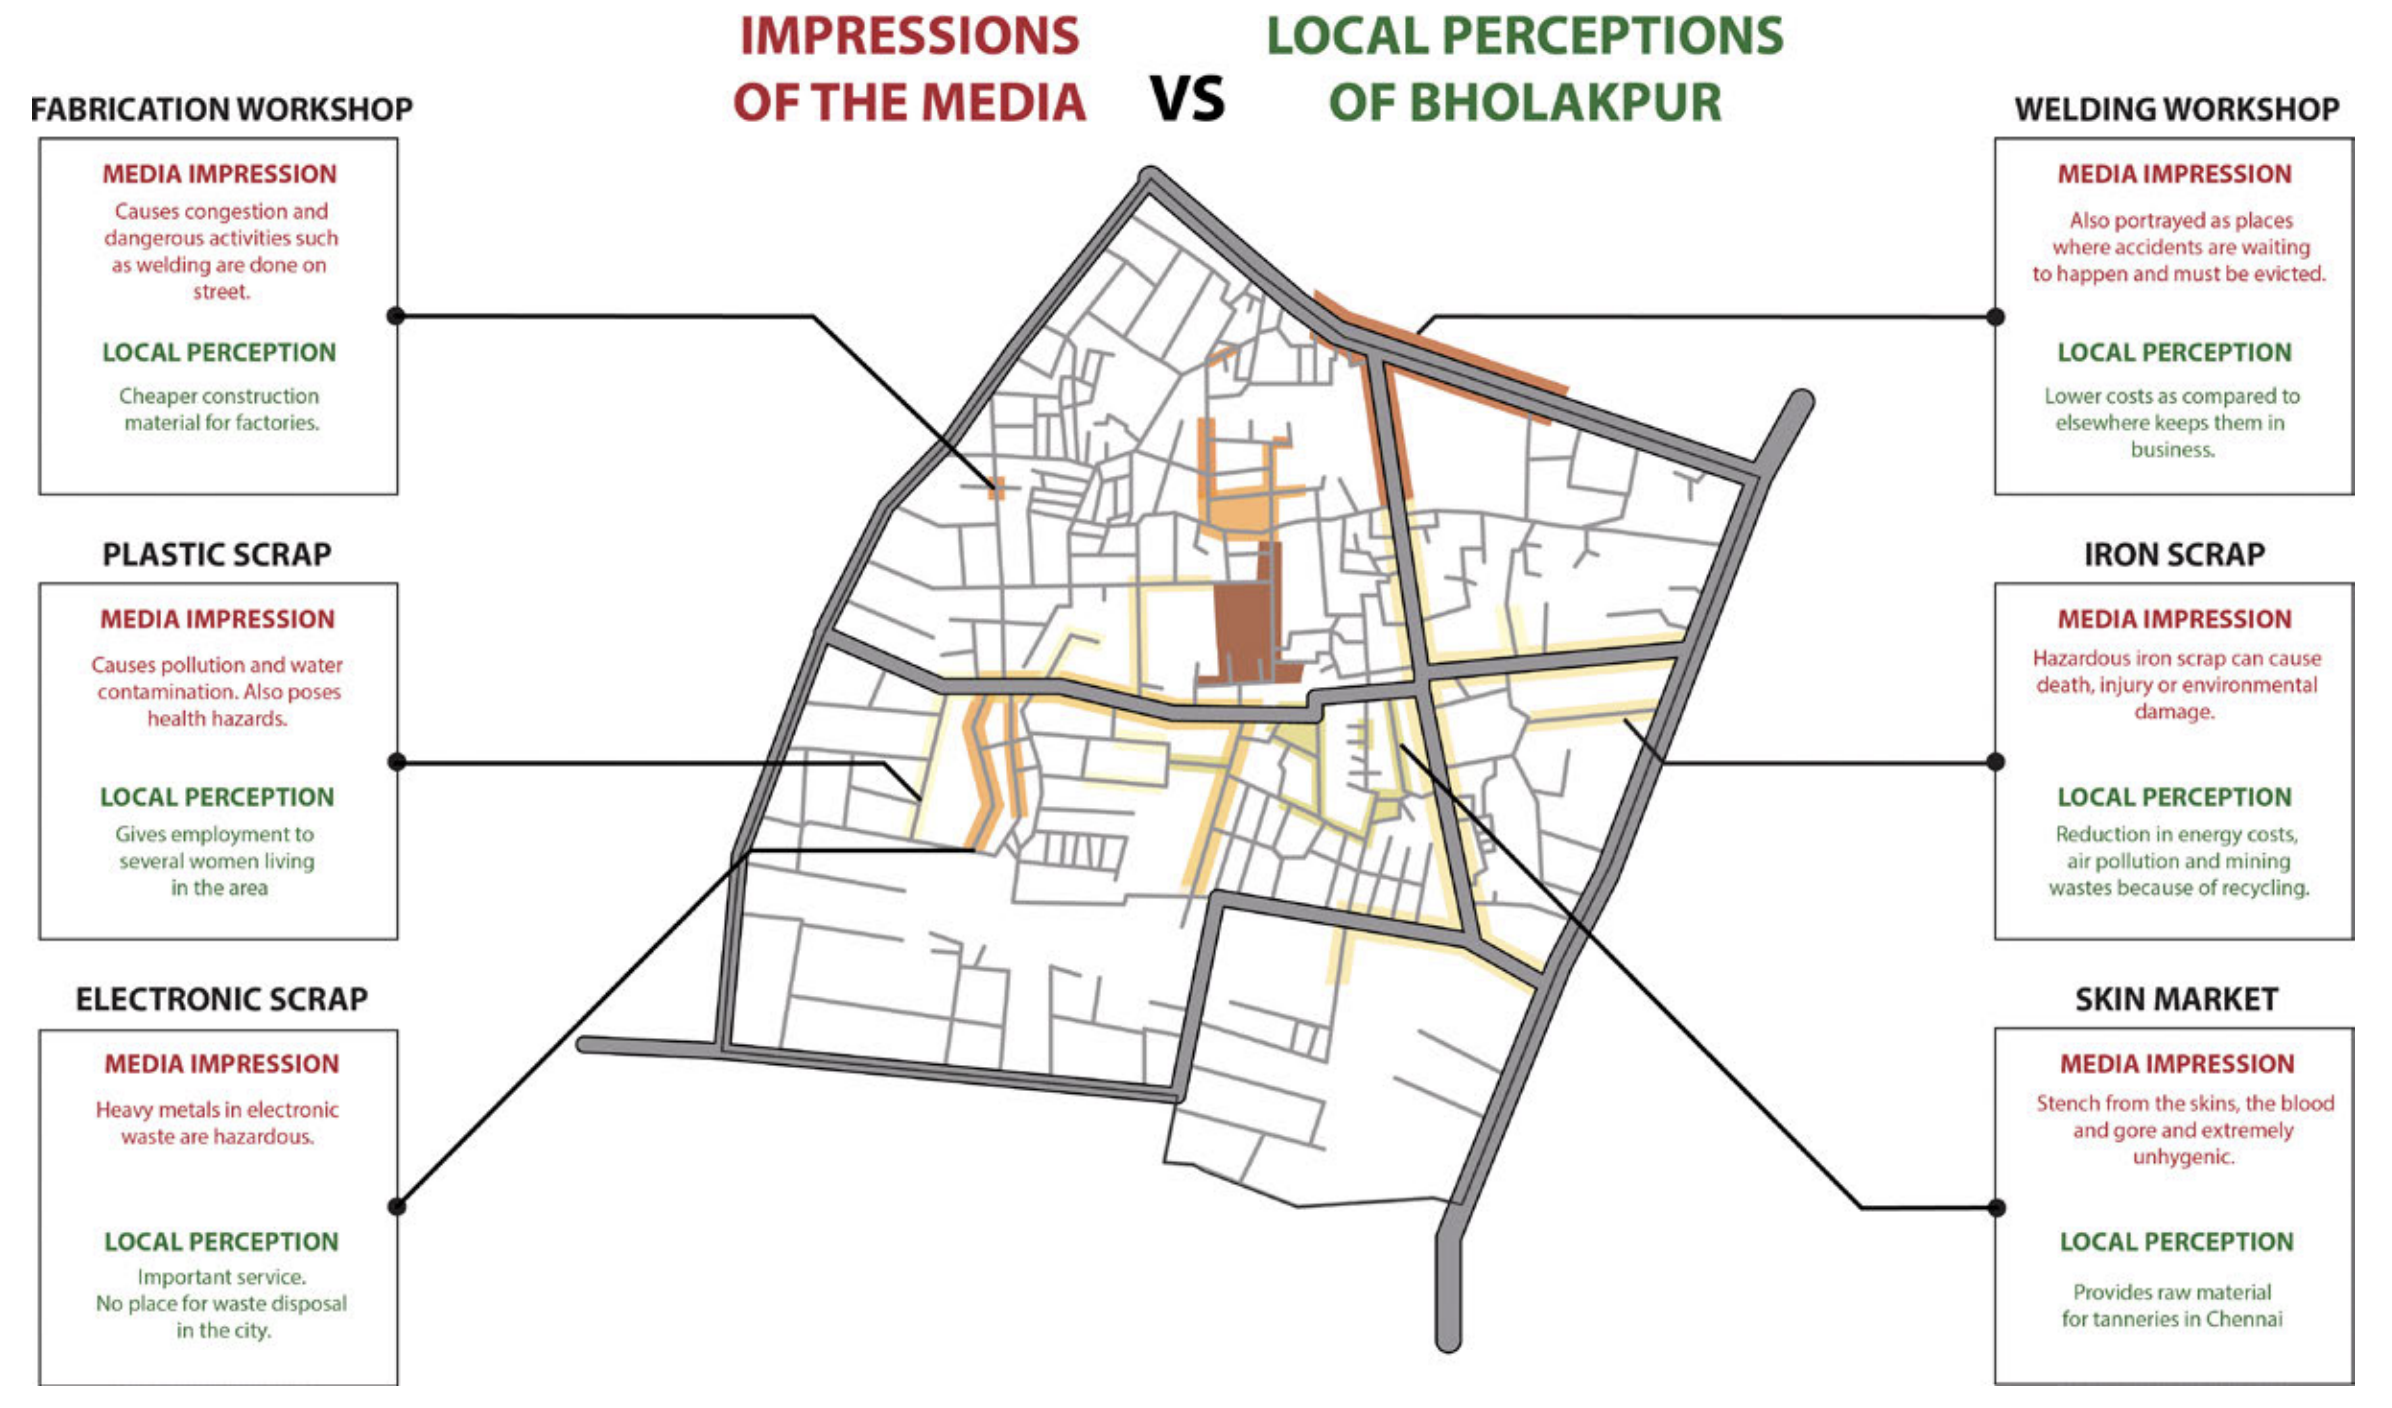 IMPRESSIONS
OF THE MEDIA
VS
LOCAL PERCEPTIONS
OF BHOLAKPUR
FABRICATION WORKSHOP
MEDIA IMPRESSION
Causes congestion and
dangerous activities such
as welding are done on
street.
LOCAL PERCEPTION
Cheaper construction
material for factories.
PLASTIC SCRAP
MEDIA IMPRESSION
Causes pollution and water
contamination. Also poses
health hazards.
LOCAL PERCEPTION
Gives employment to
several women living
in the area
ELECTRONIC SCRAP
MEDIA IMPRESSION
Heavy metals in electronic
waste are hazardous.
LOCAL PERCEPTION
Important service.
No place for waste disposal
in the city.
WELDING WORKSHOP
MEDIA IMPRESSION
Also portrayed as places
where accidents are waiting
to happen and must be evicted.
LOCAL PERCEPTION
Lower costs as compared to
elsewhere keeps them in
business.
IRON SCRAP
MEDIA IMPRESSION
Hazardous iron scrap can cause
death, injury or environmental
damage.
LOCAL PERCEPTION
Reduction in energy costs,
air pollution and mining
wastes because of recycling.
SKIN MARKET
MEDIA IMPRESSION
Stench from the skins, the blood
and gore and extremely
unhygenic.
LOCAL PERCEPTION
Provides raw material
for tanneries in Chennai